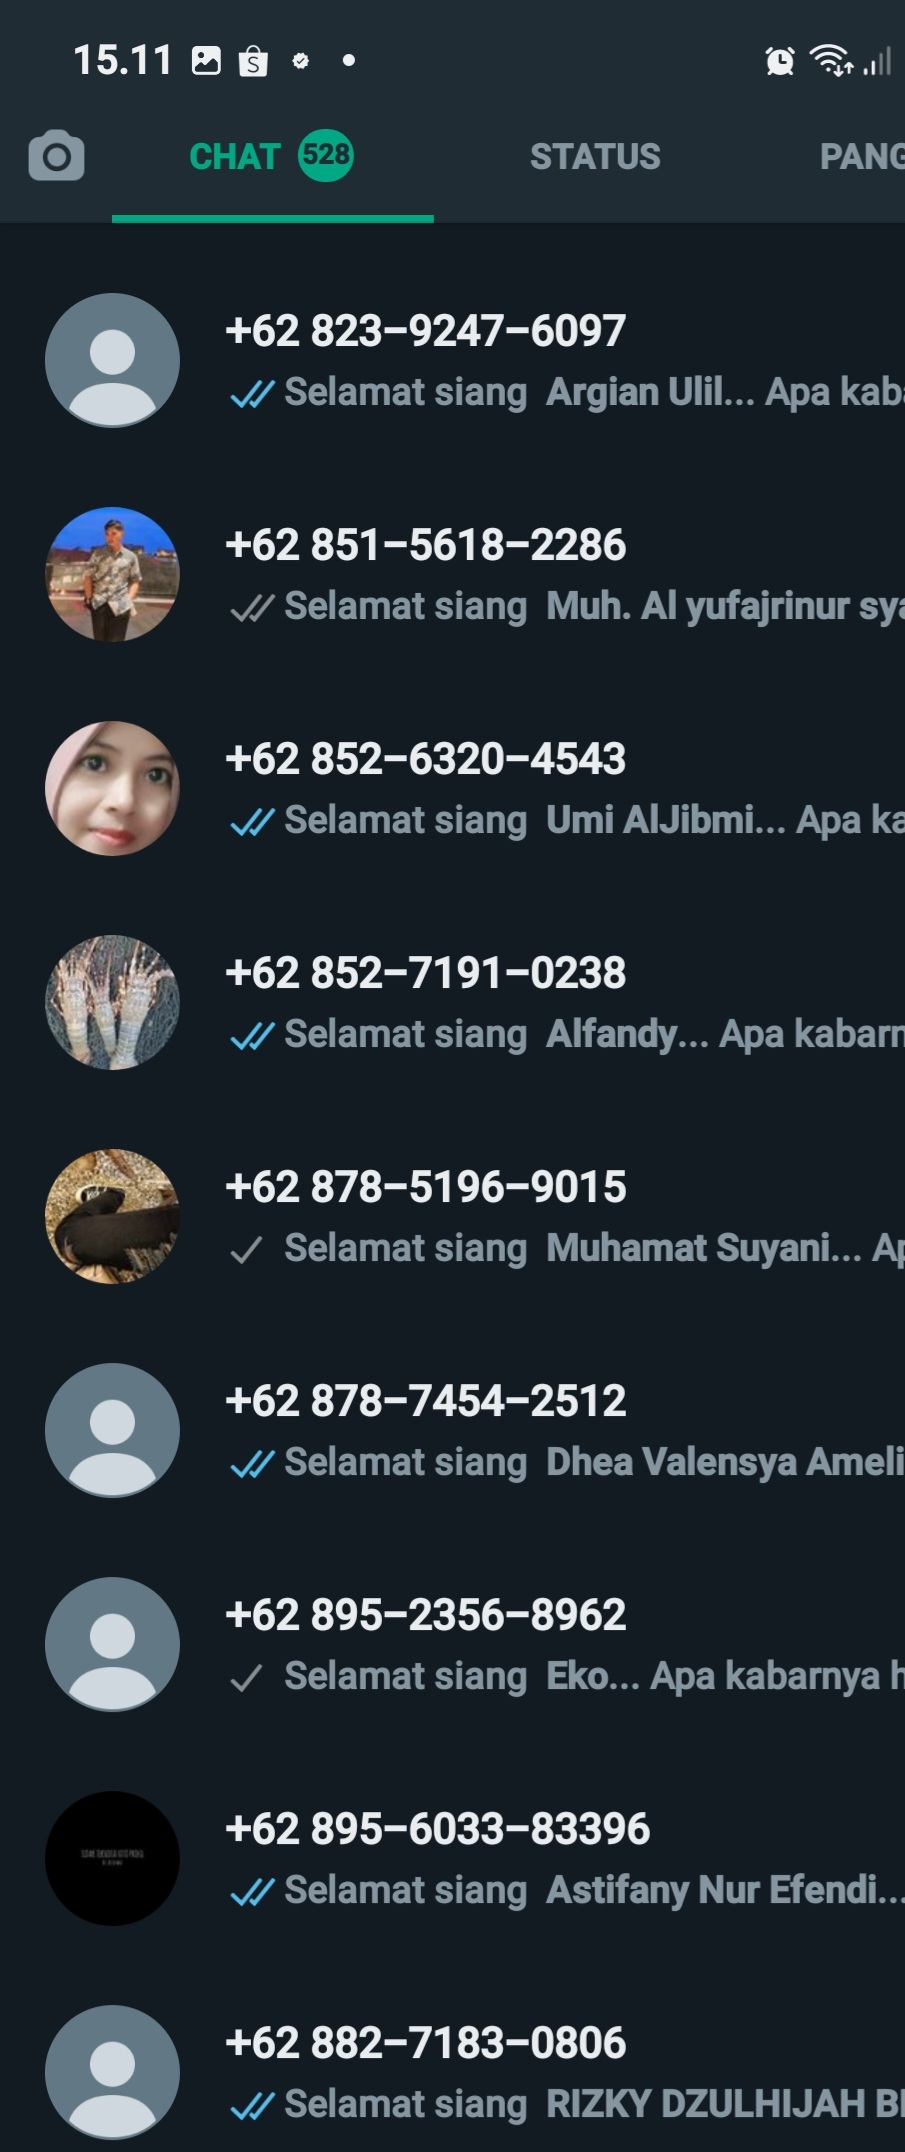 15.11
CHAT 528 STATUS PANG
+62 823-9247-6097
Selamat siang Argian Ulil... Apa kaba
+62 851-5618-2286
Selamat siang Muh. Al yufajrinur sya
+62 852-6320-4543
Selamat siang Umi AlJibmi... Apa ka
+62 852-7191-0238
Selamat siang Alfandy... Apa kabarn
+62 878-5196-9015
Selamat siang Muhamat Suyani... Ap
+62 878-7454-2512
Selamat siang Dhea Valensya Ameli
+62 895-2356-8962
Selamat siang Eko... Apa kabarnya h
+62 895-6033-83396
Selamat siang Astifany Nur Efendi...
+62 882-7183-0806
Selamat siang RIZKY DZULHIJAH